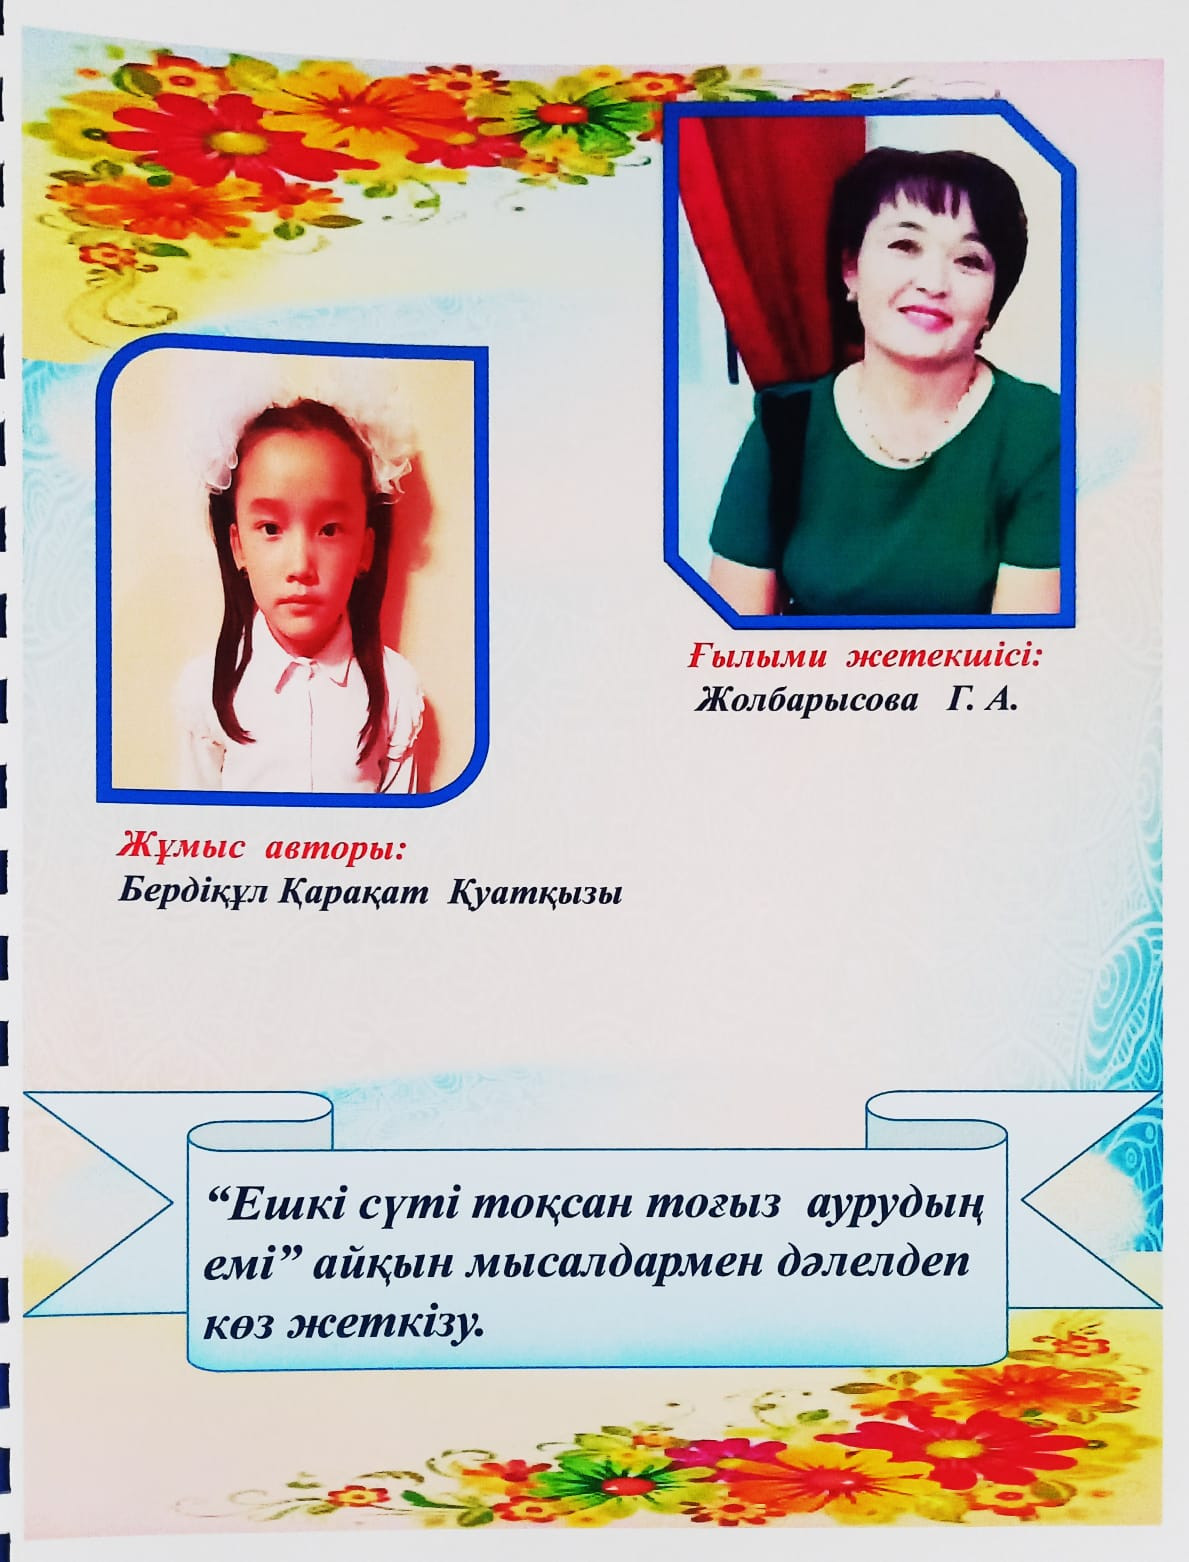 Ғылыми жетекшісі:
Жолбарысова Г. А.
Жұмыс авторы:
Бердіқұл Қарақат Қуатқызы
“Ешкі сүті тоқсан тоғыз аурудың
емі” айқын мысалдармен дәлелдеп
көз жеткізу.